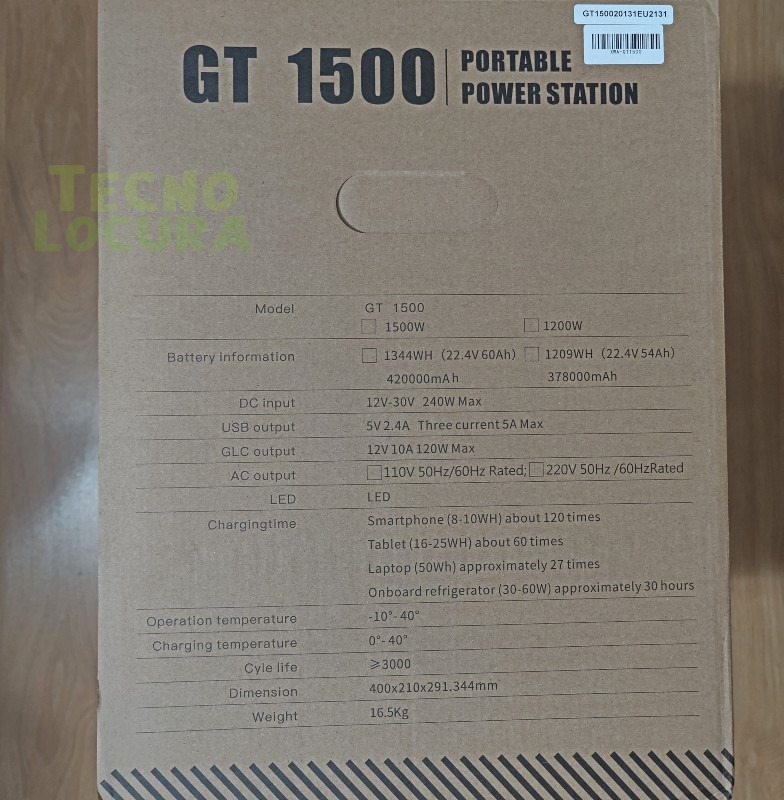 GT150020131EU2131
GT 1500 PORTABLE
POWER STATION
TECNO
LOCURA
Model GT 1500
1500W 1200W
Battery information 1344WH (22.4V 60Ah) 1209WH (22.4V 54Ah)
420000mAh 378000mAh
DC input 12V-30V 240W Max
USB output 5V 2.4A Three current 5A Max
GLC output 12V 10A 120W Max
AC output 110V 50Hz/60Hz Rated; 220V 50Hz /60HzRated
LED LED
Chargingtime Smartphone (8-10WH) about 120 times
Tablet (16-25WH) about 60 times
Laptop (50Wh) approximately 27 times
Onboard refrigerator (30-60W) approximately 30 hours
Operation temperature -10°- 40°
Charging temperature 0°- 40°
Cyle life ≥3000
Dimension 400x210x291.344mm
Weight 16.5Kg